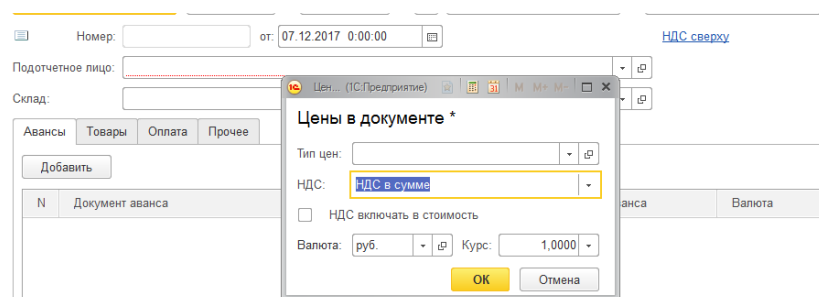 Номер: от: 07.12.2017 0:00:00 НДС сверху
Подотчетное лицо:
Склад:
Авансы Товары Оплата Прочее
Добавить
N Документ аванса анса Валюта
Цен... (1С:Предприятие) 31 M M+ M-
Цены в документе *
Тип цен:
НДС: НДС в сумме
НДС включать в стоимость
Валюта: руб. Курс: 1,0000
ОК Отмена